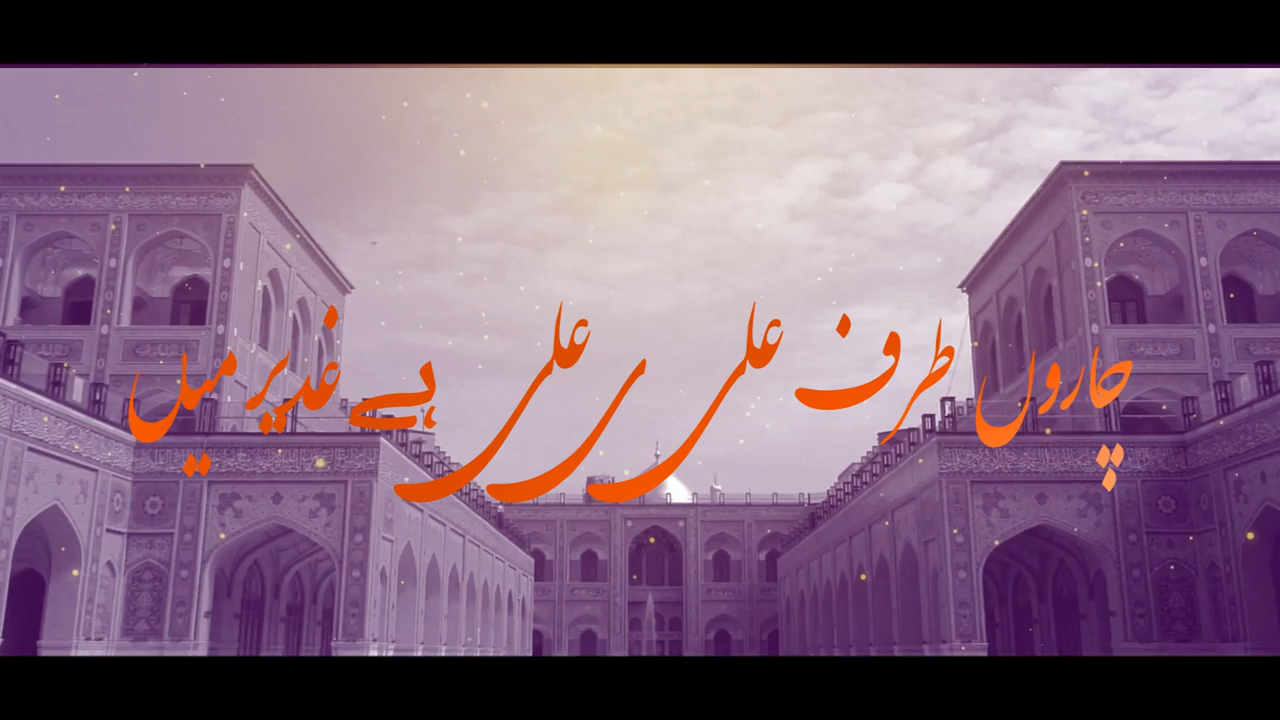 چاروں طرف علی ی علی ہے غدیر میں